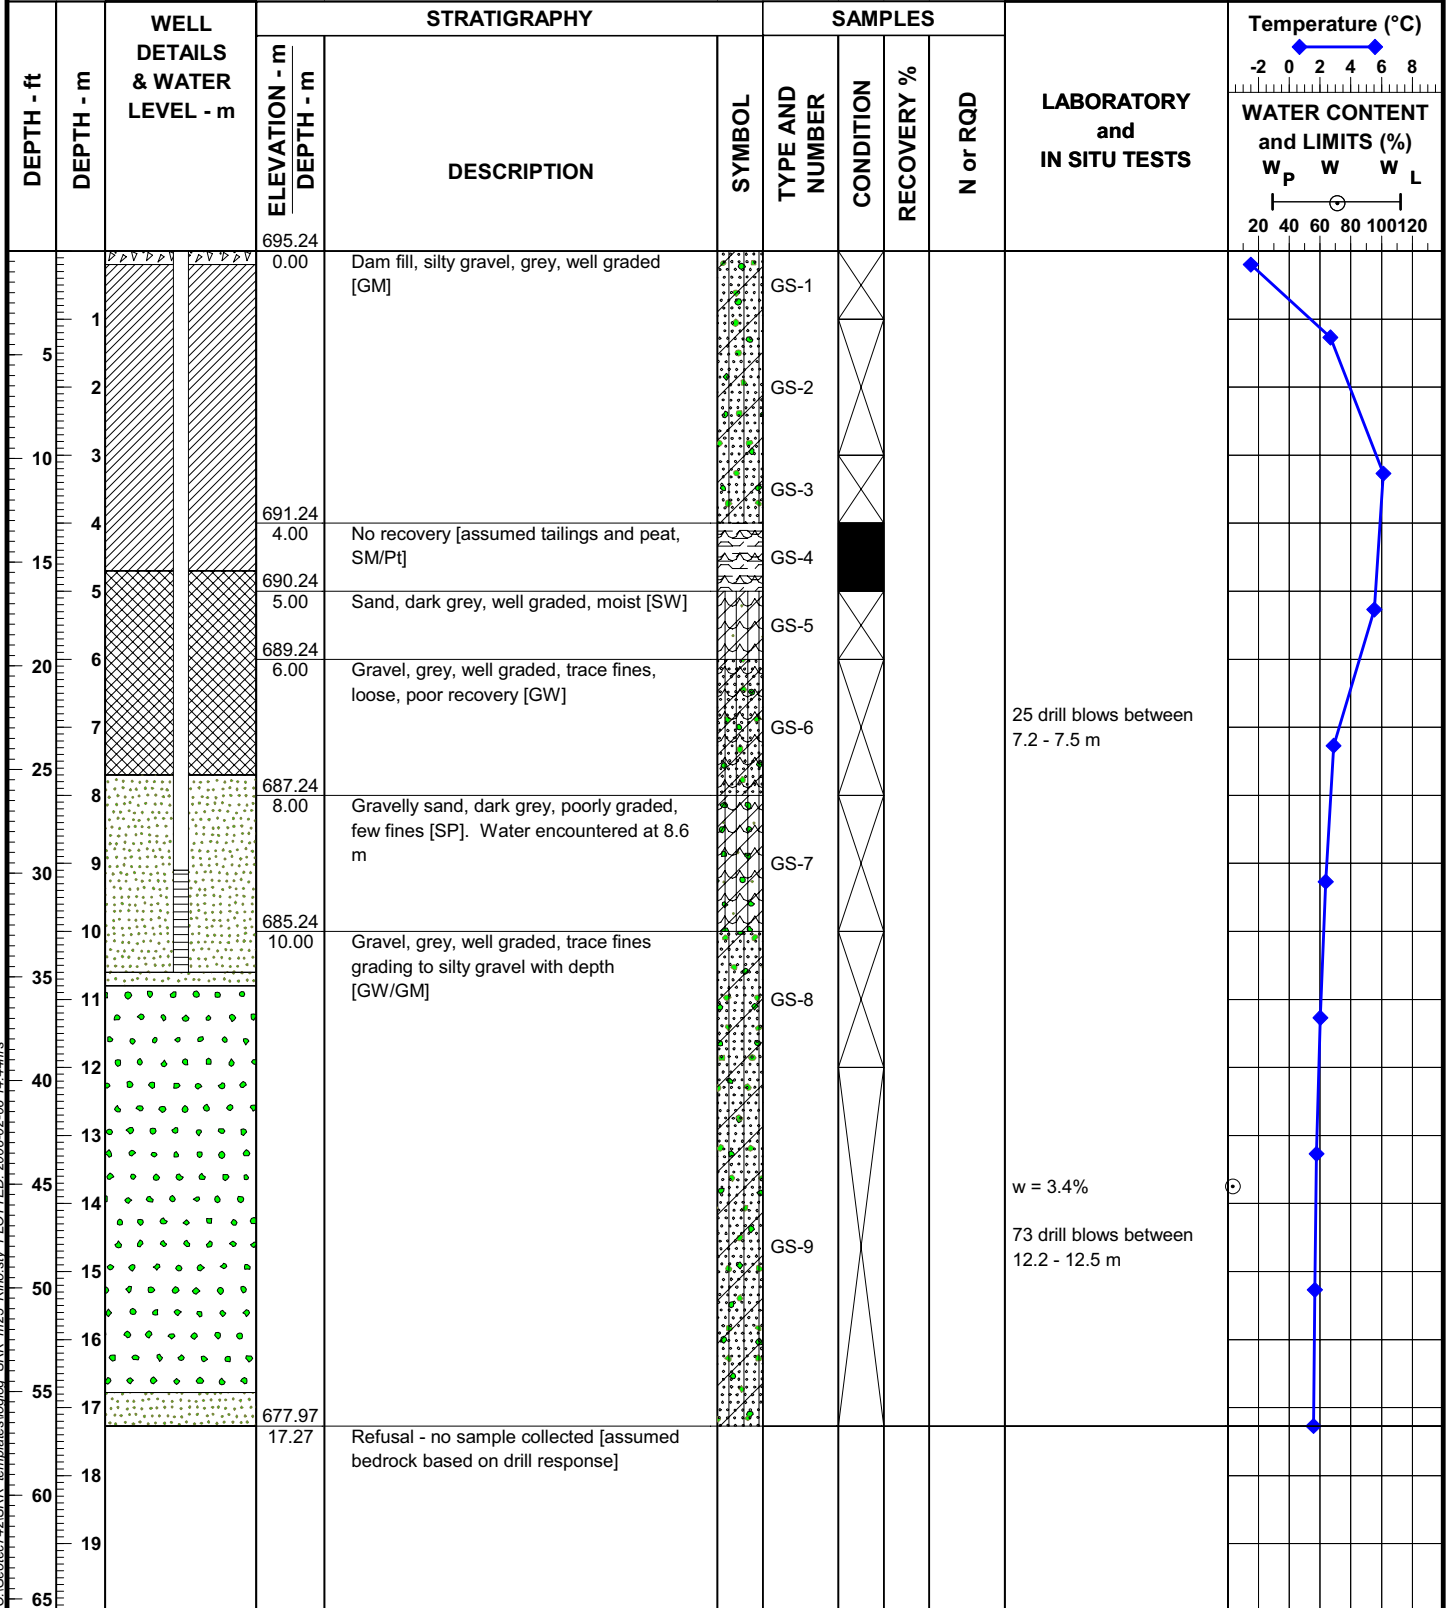 WELL
DETAILS
& WATER
LEVEL - m
STRATIGRAPHY
SAMPLES
DEPTH - ft
DEPTH - m
ELEVATION - m
DEPTH - m
DESCRIPTION
SYMBOL
TYPE AND
NUMBER
CONDITION
RECOVERY %
N or RQD
LABORATORY
and
IN SITU TESTS
Temperature (°C)
-2 0 2 4 6 8
WATER CONTENT
and LIMITS (%)
W P W W L
20 40 60 80 100 120
695.24
0.00 Dam fill, silty gravel, grey, well graded
[GM]
GS-1
1
5
2
GS-2
10
3
GS-3
691.24
4
4.00 No recovery [assumed tailings and peat,
SM/Pt]
GS-4
15
690.24
5
5.00 Sand, dark grey, well graded, moist [SW]
GS-5
689.24
20
6
6.00 Gravel, grey, well graded, trace fines,
loose, poor recovery [GW]
7
GS-6
25 drill blows between
7.2 - 7.5 m
25
687.24
8
8.00 Gravelly sand, dark grey, poorly graded,
few fines [SP]. Water encountered at 8.6
m
9
GS-7
30
685.24
10
10.00 Gravel, grey, well graded, trace fines
grading to silty gravel with depth
[GW/GM]
35
11
GS-8
12
40
13
45
w = 3.4%
14
73 drill blows between
12.2 - 12.5 m
GS-9
15
50
16
55
17
677.97
17.27 Refusal - no sample collected [assumed
bedrock based on drill response]
18
60
19
65